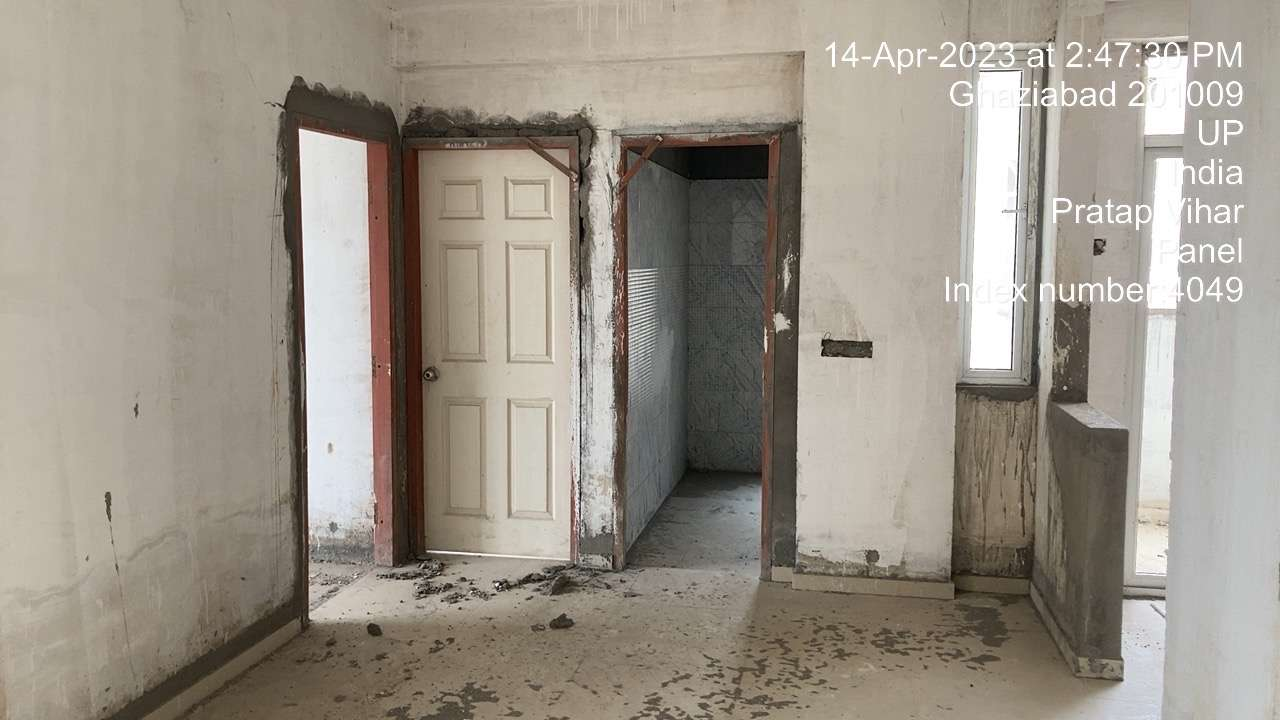 14-Apr-2023 at 2:47:30 PM
Ghaziabad 201009
UP
India
Pratap Vihar
Panel
Index number:4049